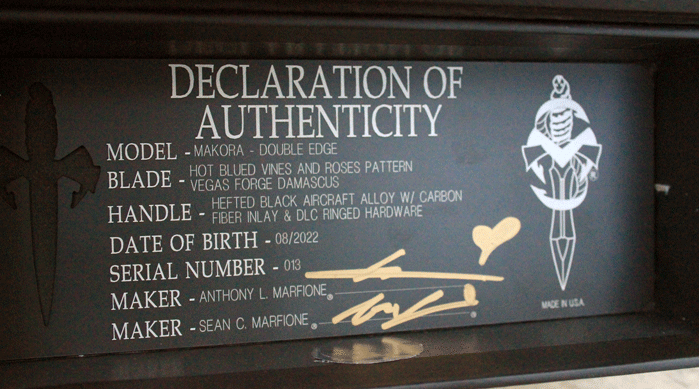 DECLARATION OF
AUTHENTICITY
MODEL - MAKORA - DOUBLE EDGE
BLADE - HOT BLUED VINES AND ROSES PATTERN
VEGAS FORGE DAMASCUS
HANDLE - HEFTED BLACK AIRCRAFT ALLOY W/ CARBON
FIBER INLAY & DLC RINGED HARDWARE
DATE OF BIRTH - 08/2022
SERIAL NUMBER - 013
MAKER - ANTHONY L. MARFIONE®
MAKER - SEAN C. MARFIONE® ®
®
MADE IN U.S.A.